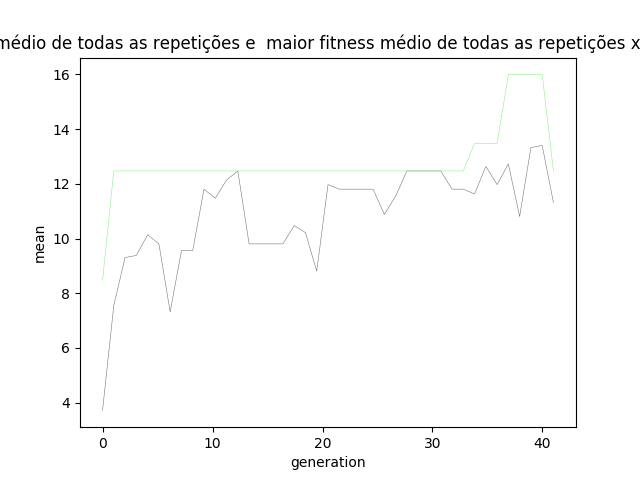 médio de todas as repetições e  maior fitness médio de todas as repetições x
16
14
12
10
8
6
4
mean
0 10 20 30 40
generation